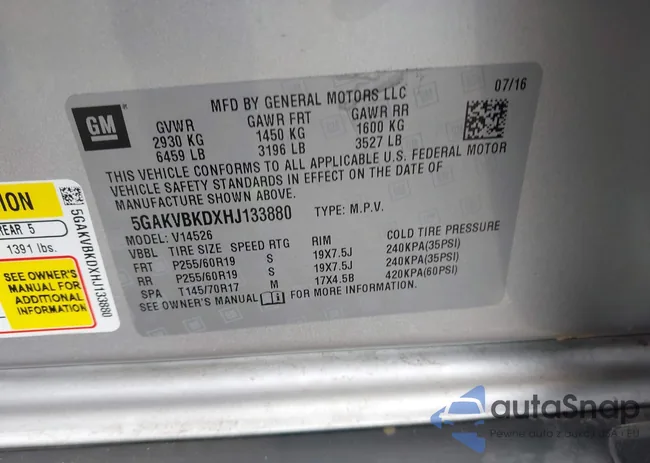 MFD BY GENERAL MOTORS LLC
07/16
GM
GVWR GAWR FRT GAWR RR
2930 KG 1450 KG 1600 KG
6459 LB 3196 LB 3527 LB
THIS VEHICLE CONFORMS TO ALL APPLICABLE U.S. FEDERAL MOTOR
VEHICLE SAFETY STANDARDS IN EFFECT ON THE DATE OF
MANUFACTURE SHOWN ABOVE.
5GAKVBKDXHJ133880 TYPE: M.P.V.
MODEL: V14526
VBBL TIRE SIZE SPEED RTG RIM COLD TIRE PRESSURE
FRT P255/60R19 S 19X7.5J 240KPA(35PSI)
RR P255/60R19 S 19X7.5J 240KPA(35PSI)
SPA T145/70R17 M 17X4.5B 420KPA(60PSI)
SEE OWNER'S MANUAL FOR MORE INFORMATION
ION
EAR 5
1391 lbs.
SEE OWNER'S
MANUAL FOR
ADDITIONAL
INFORMATION
5GAKVBKDXHJ133880
autoSnap